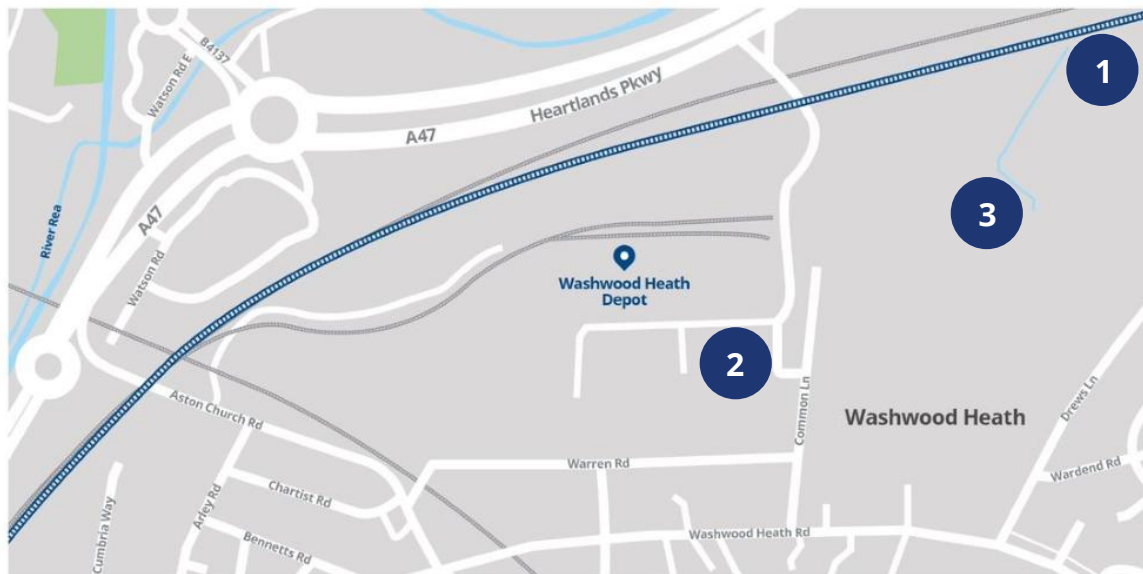 B4137
Watson Rd E
1
Heartlands Pkwy
A47
A47
River Rea
3
Watson Rd
Washwood Heath
Depot
2
Aston Church Rd
Common Ln
Drews Ln
Washwood Heath
Warren Rd
Wardend Rd
Chartist Rd
Arley Rd
Cumbria Way
Washwood Heath Rd
Bennetts Rd